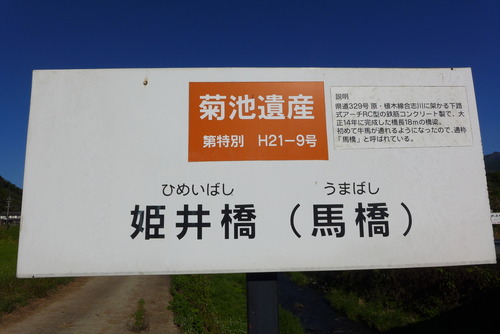 菊池遺産
第特別 H21-9号
説明
県道329号 原・植木線合志川に架かる下路
式アーチRC型の鉄筋コンクリート製で、大
正14年に完成した橋長18mの橋梁。
初めて牛馬が通れるようになったので、通称
「馬橋」と呼ばれている。
ひめいばし うまばし
姫井橋（馬橋）